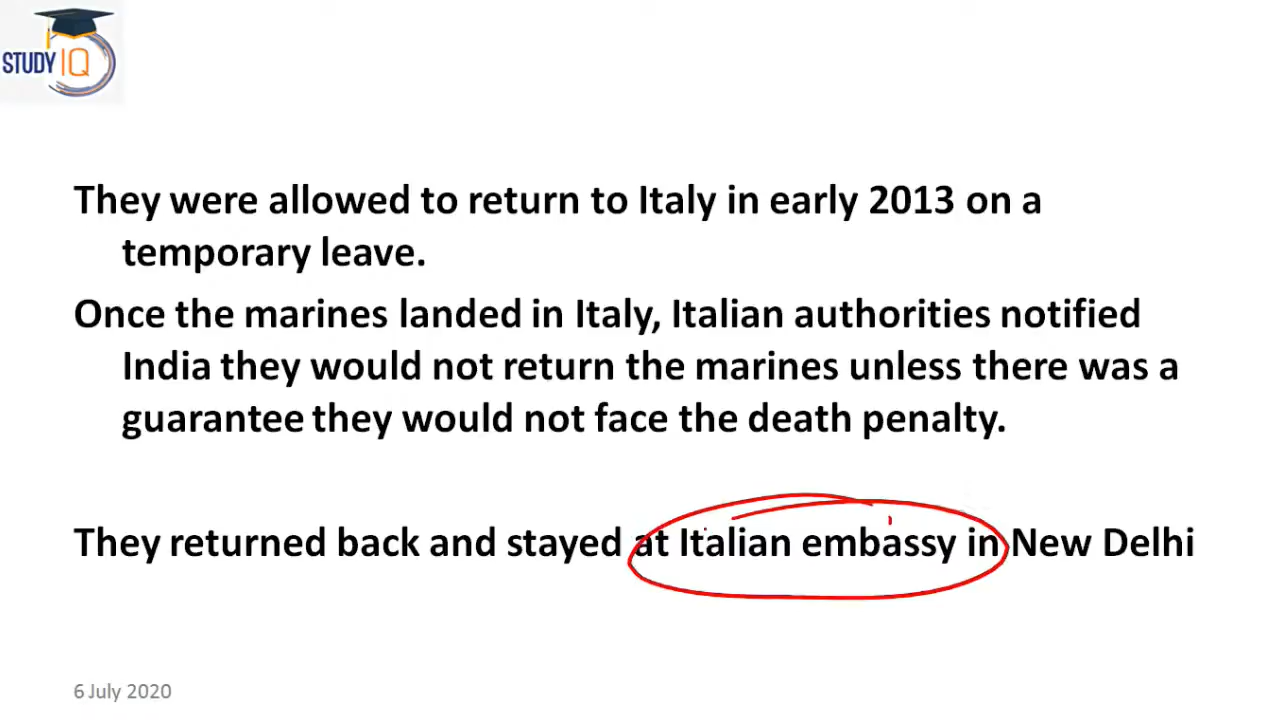 STUDY IQ
They were allowed to return to Italy in early 2013 on a
temporary leave.
Once the marines landed in Italy, Italian authorities notified
India they would not return the marines unless there was a
guarantee they would not face the death penalty.
They returned back and stayed at Italian embassy in New Delhi
6 July 2020